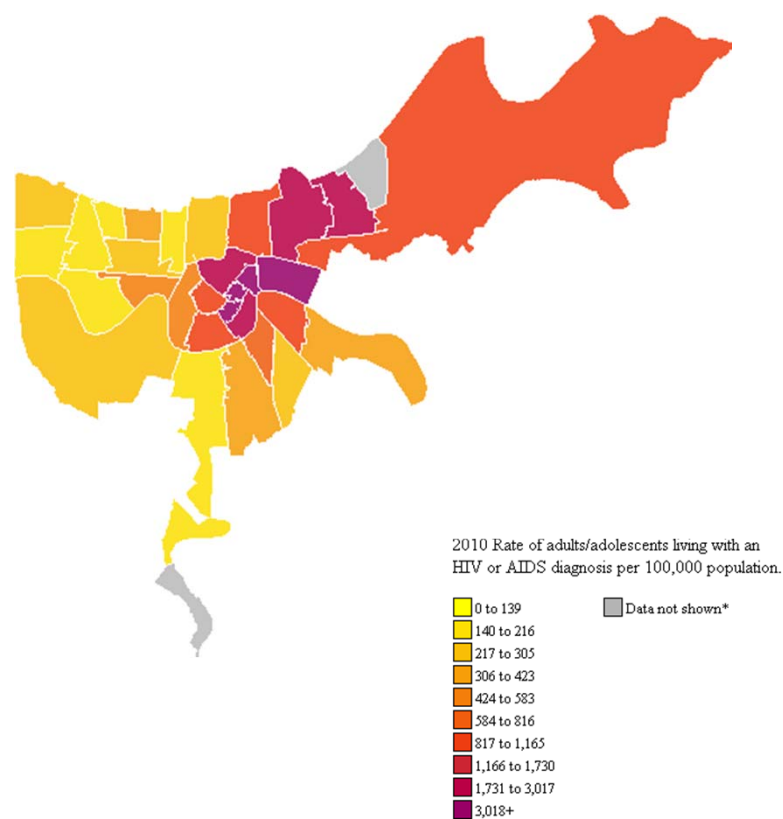 2010 Rate of adults/adolescents living with an
HIV or AIDS diagnosis per 100,000 population.
0 to 139
Data not shown*
140 to 216
217 to 305
306 to 423
424 to 583
584 to 816
817 to 1,165
1,166 to 1,730
1,731 to 3,017
3,018+